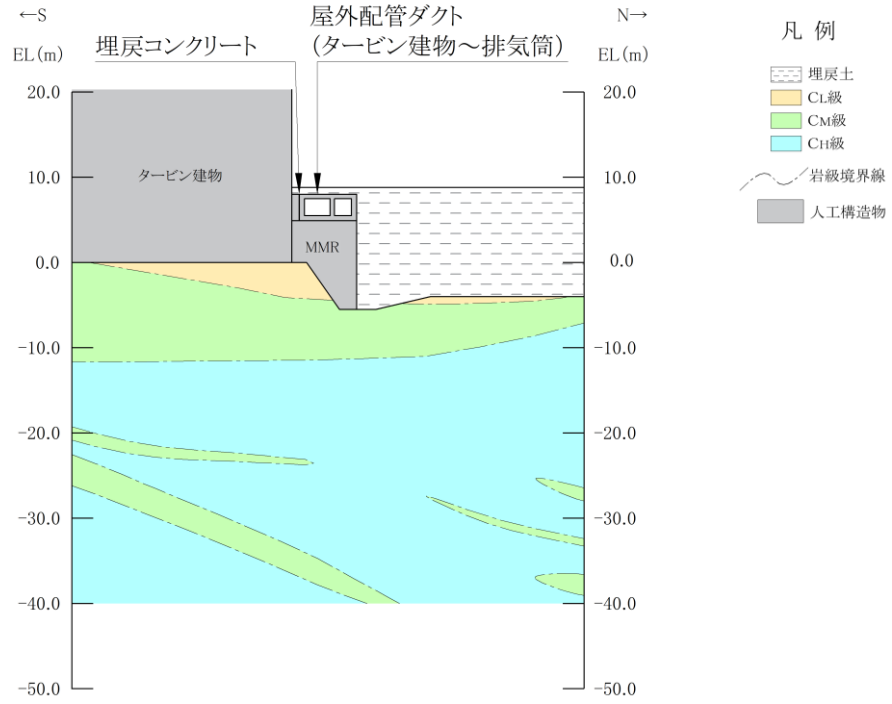 ←S
屋外配管ダクト
(タービン建物～排気筒)
N→
埋戻コンクリート
EL(m)
EL(m)
凡 例
埋戻土
CL級
CM級
CH級
岩級境界線
人工構造物
20.0
10.0
0.0
−10.0
−20.0
−30.0
−40.0
−50.0
タービン建物
MMR
20.0
10.0
0.0
−10.0
−20.0
−30.0
−40.0
−50.0